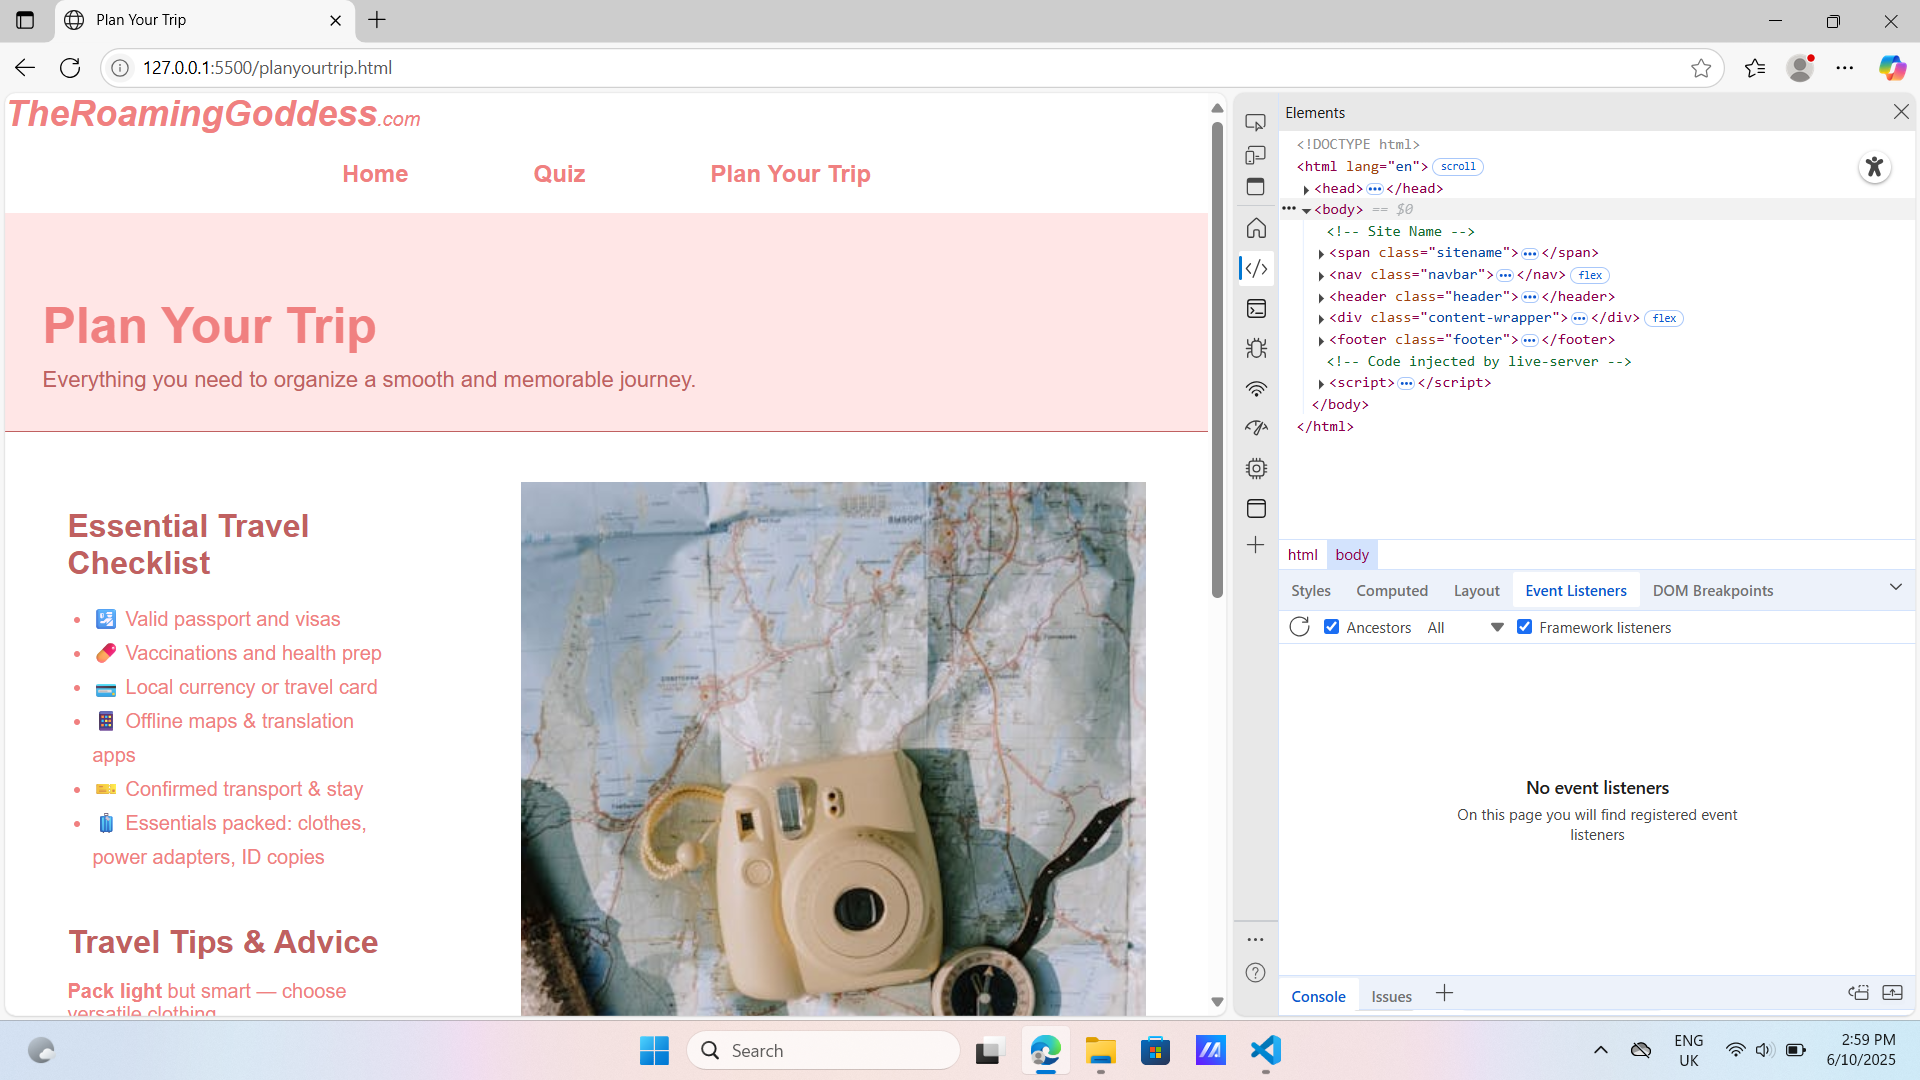 Plan Your Trip
127.0.0.1:5500/planyourtrip.html
TheRoamingGoddess.com
Home Quiz Plan Your Trip
Plan Your Trip
Everything you need to organize a smooth and memorable journey.
Essential Travel
Checklist
• 🛂 Valid passport and visas
• 💊 Vaccinations and health prep
• 💳 Local currency or travel card
• 📱 Offline maps & translation
apps
• 🎫 Confirmed transport & stay
• 🧳 Essentials packed: clothes,
power adapters, ID copies
Travel Tips & Advice
Pack light but smart — choose
versatile clothing
Elements
<!DOCTYPE html>
<html lang="en"> scroll
<head> ••• </head>
••• <body> == $0
<!-- Site Name -->
<span class="sitename"> ••• </span>
<nav class="navbar"> ••• </nav> flex
<header class="header"> ••• </header>
<div class="content-wrapper"> ••• </div> flex
<footer class="footer"> ••• </footer>
<!-- Code injected by live-server -->
<script> ••• </script>
</body>
</html>
html body
Styles Computed Layout Event Listeners DOM Breakpoints
Ancestors All Framework listeners
No event listeners
On this page you will find registered event
listeners
Console Issues
Search
ENG
UK
2:59 PM
6/10/2025